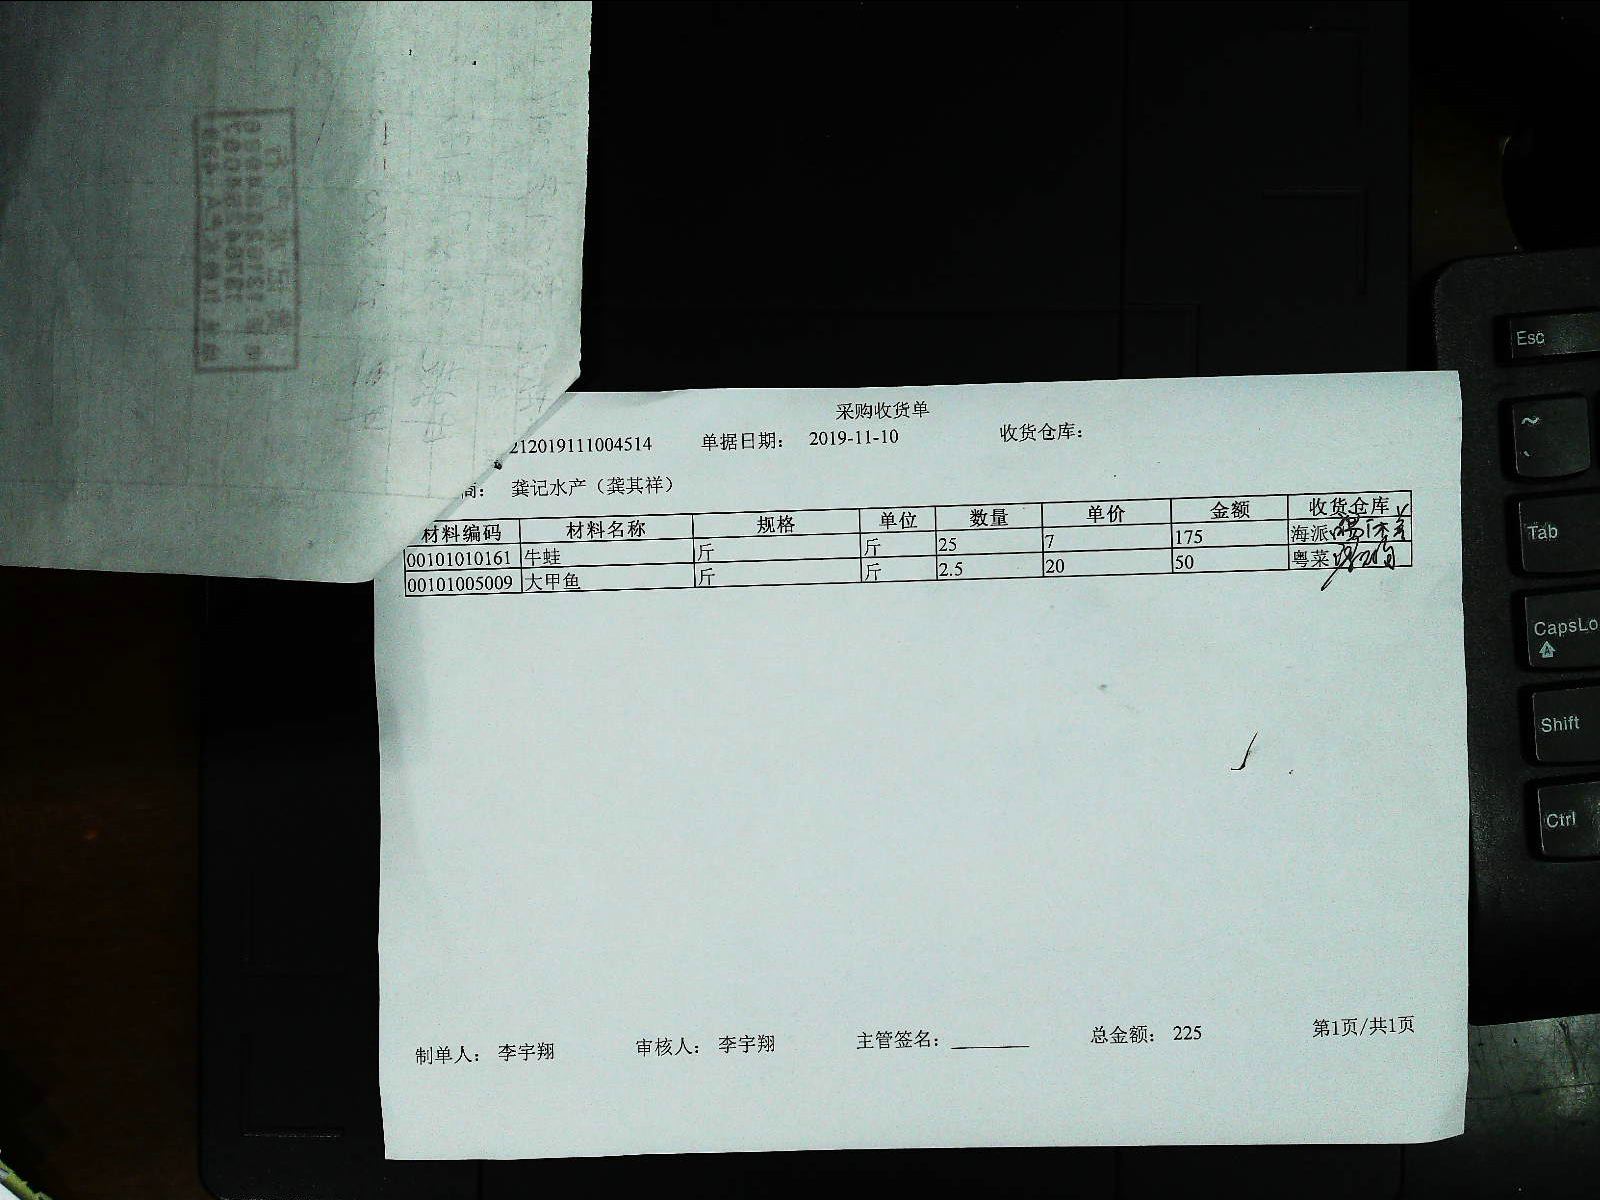 采购收货单
212019111004514 单据日期： 2019-11-10 收货仓库：
商： 龚记水产（龚其祥）
材料编码 材料名称 规格 单位 数量 单价 金额 收货仓库
00101010161 牛蛙 斤 斤 25 7 175 海派
00101005009 大甲鱼 斤 斤 2.5 20 50 粤菜
制单人： 李宇翔 审核人： 李宇翔 主管签名： 总金额： 225 第1页/共1页
Esc
~
Tab
CapsLo
Shift
Ctrl